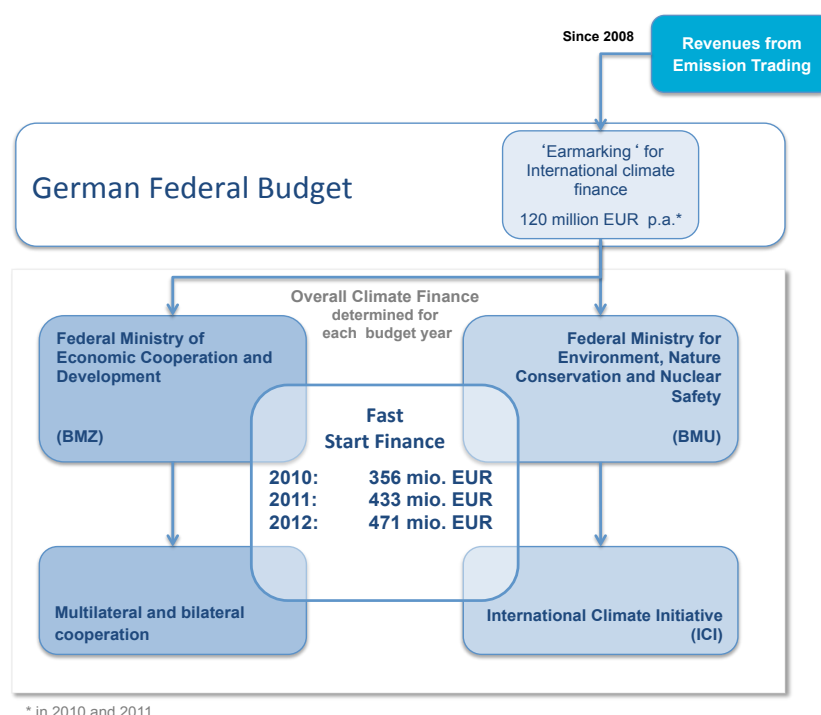 Since 2008
Revenues from
Emission Trading
German Federal Budget
‘Earmarking ‘ for
International climate
finance
120 million EUR p.a.*
Overall Climate Finance
determined for
each budget year
Federal Ministry of
Economic Cooperation and
Development
(BMZ)
Federal Ministry for
Environment, Nature
Conservation and Nuclear
Safety
(BMU)
Fast
Start Finance
2010: 356 mio. EUR
2011: 433 mio. EUR
2012: 471 mio. EUR
Multilateral and bilateral
cooperation
International Climate Initiative
(ICI)
* in 2010 and 2011